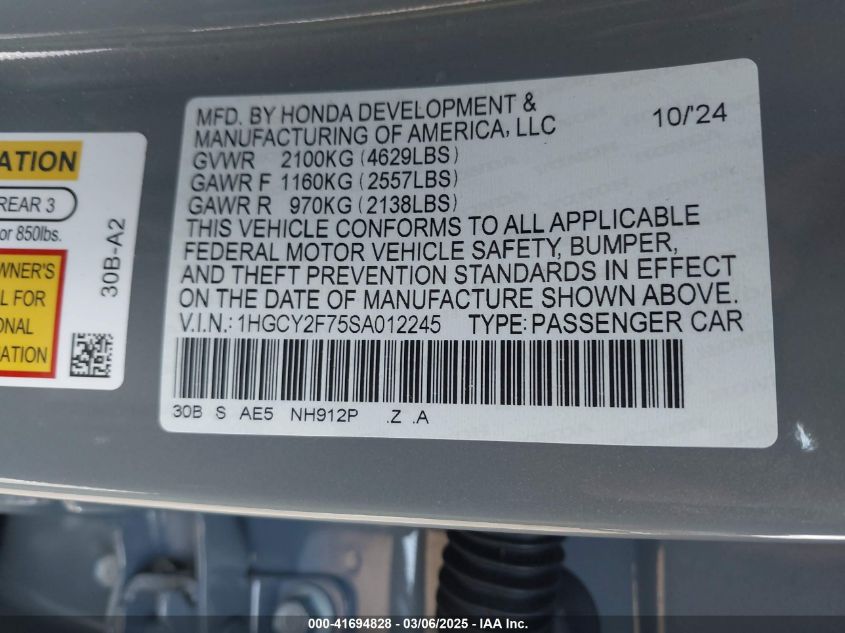 MFD. BY HONDA DEVELOPMENT &
MANUFACTURING OF AMERICA, LLC 10/'24
GVWR 2100KG (4629LBS)
GAWR F 1160KG (2557LBS)
GAWR R 970KG (2138LBS)
THIS VEHICLE CONFORMS TO ALL APPLICABLE
FEDERAL MOTOR VEHICLE SAFETY, BUMPER,
AND THEFT PREVENTION STANDARDS IN EFFECT
ON THE DATE OF MANUFACTURE SHOWN ABOVE.
V.I.N.: 1HGCY2F75SA012245 TYPE: PASSENGER CAR
30B S AE5 NH912P .Z .A
ATION
REAR 3
or 850lbs.
WNER'S
L FOR
ONAL
ATION
30B-A2
000-41694828 - 03/06/2025 - IAAI Inc.